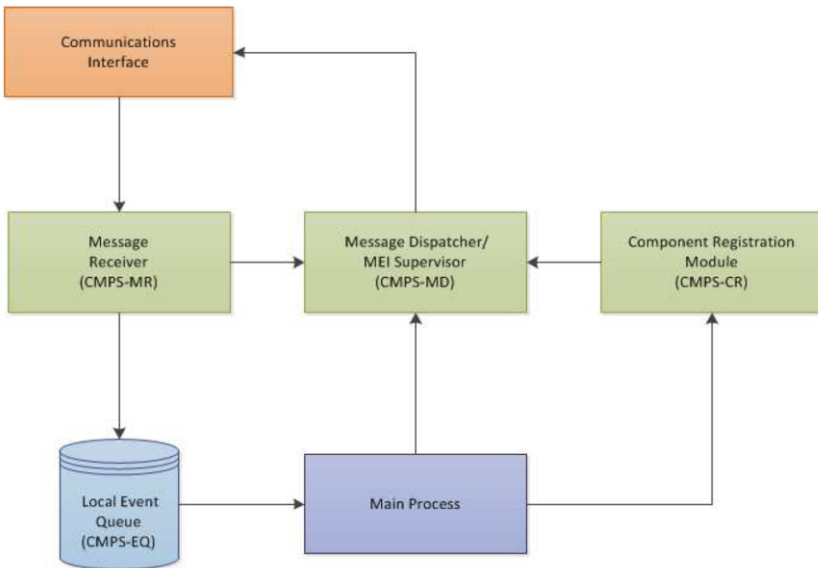 Communications
Interface
Message
Receiver
(CMPS-MR)
Message Dispatcher/
MEI Supervisor
(CMPS-MD)
Component Registration
Module
(CMPS-CR)
Local Event
Queue
(CMPS-EQ)
Main Process